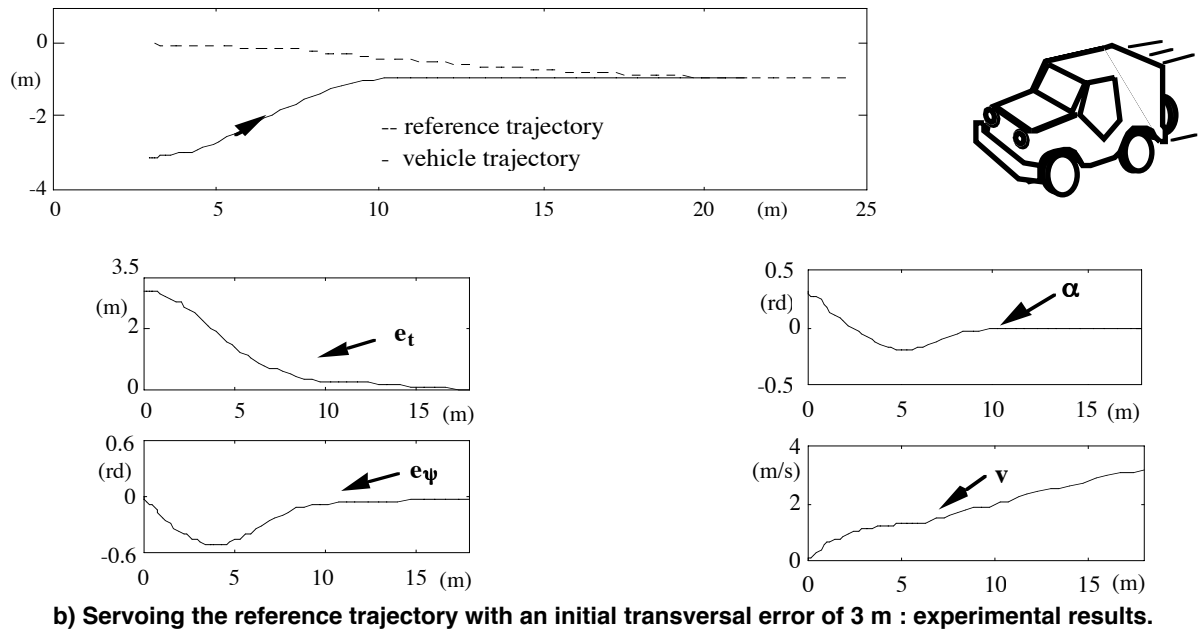 0
(m)
-2
-4
-- reference trajectory
- vehicle trajectory
0 5 10 15 20 (m) 25
3.5
(m)
2
0
e_t
0 5 10 15 (m)
0.5
(rd)
0
-0.5
α
0 5 10 15 (m)
0.6
(rd)
0
-0.6
e_ψ
0 5 10 15 (m)
4
(m/s)
2
0
v
0 5 10 15 (m)
b) Servoing the reference trajectory with an initial transversal error of 3 m : experimental results.